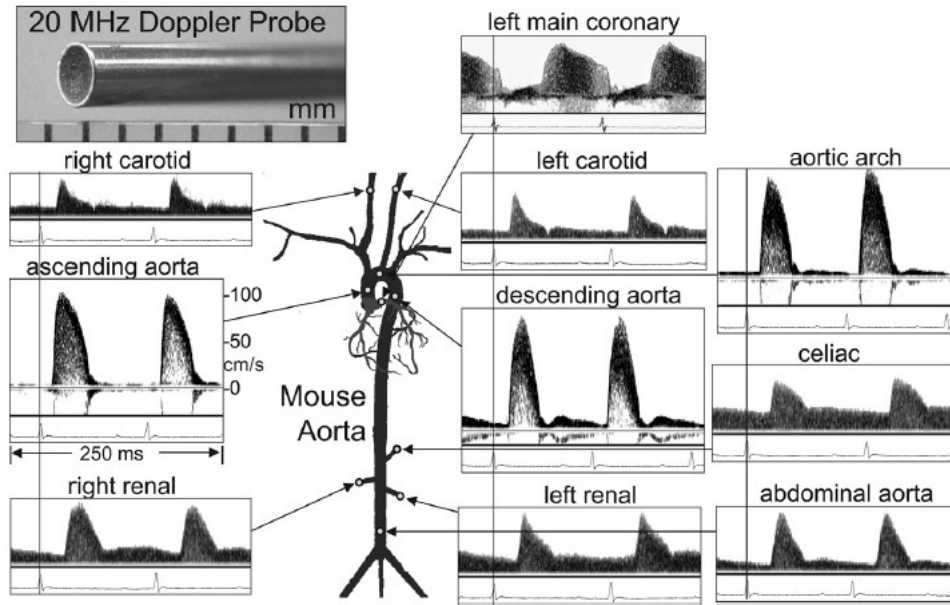 20 MHz Doppler Probe
mm
left main coronary
right carotid
left carotid
aortic arch
ascending aorta
100
50
cm/s
0
250 ms
descending aorta
celiac
Mouse
Aorta
right renal
left renal
abdominal aorta